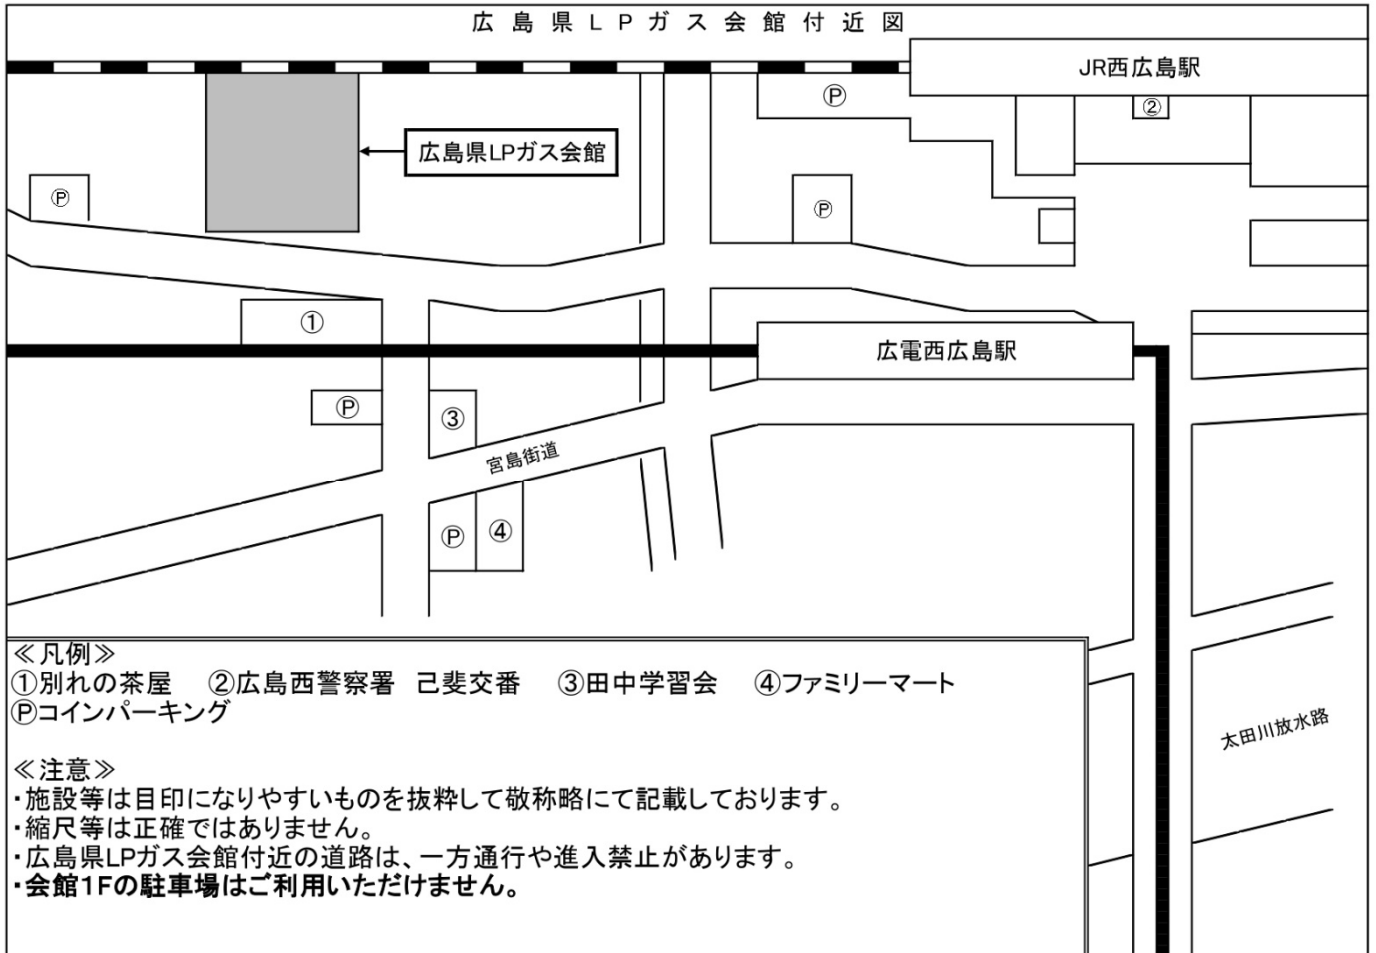 広島県LPガス会館付近図
JR西広島駅
Ⓟ
②
広島県LPガス会館
Ⓟ
Ⓟ
①
広電西広島駅
Ⓟ
③
宮島街道
Ⓟ
④
≪凡例≫
①別れの茶屋 ②広島西警察署 己斐交番 ③田中学習会 ④ファミリーマート
Ⓟコインパーキング
太田川放水路
≪注意≫
・施設等は目印になりやすいものを抜粋して敬称略にて記載しております。
・縮尺等は正確ではありません。
・広島県LPガス会館付近の道路は、一方通行や進入禁止があります。
・会館1Fの駐車場はご利用いただけません。